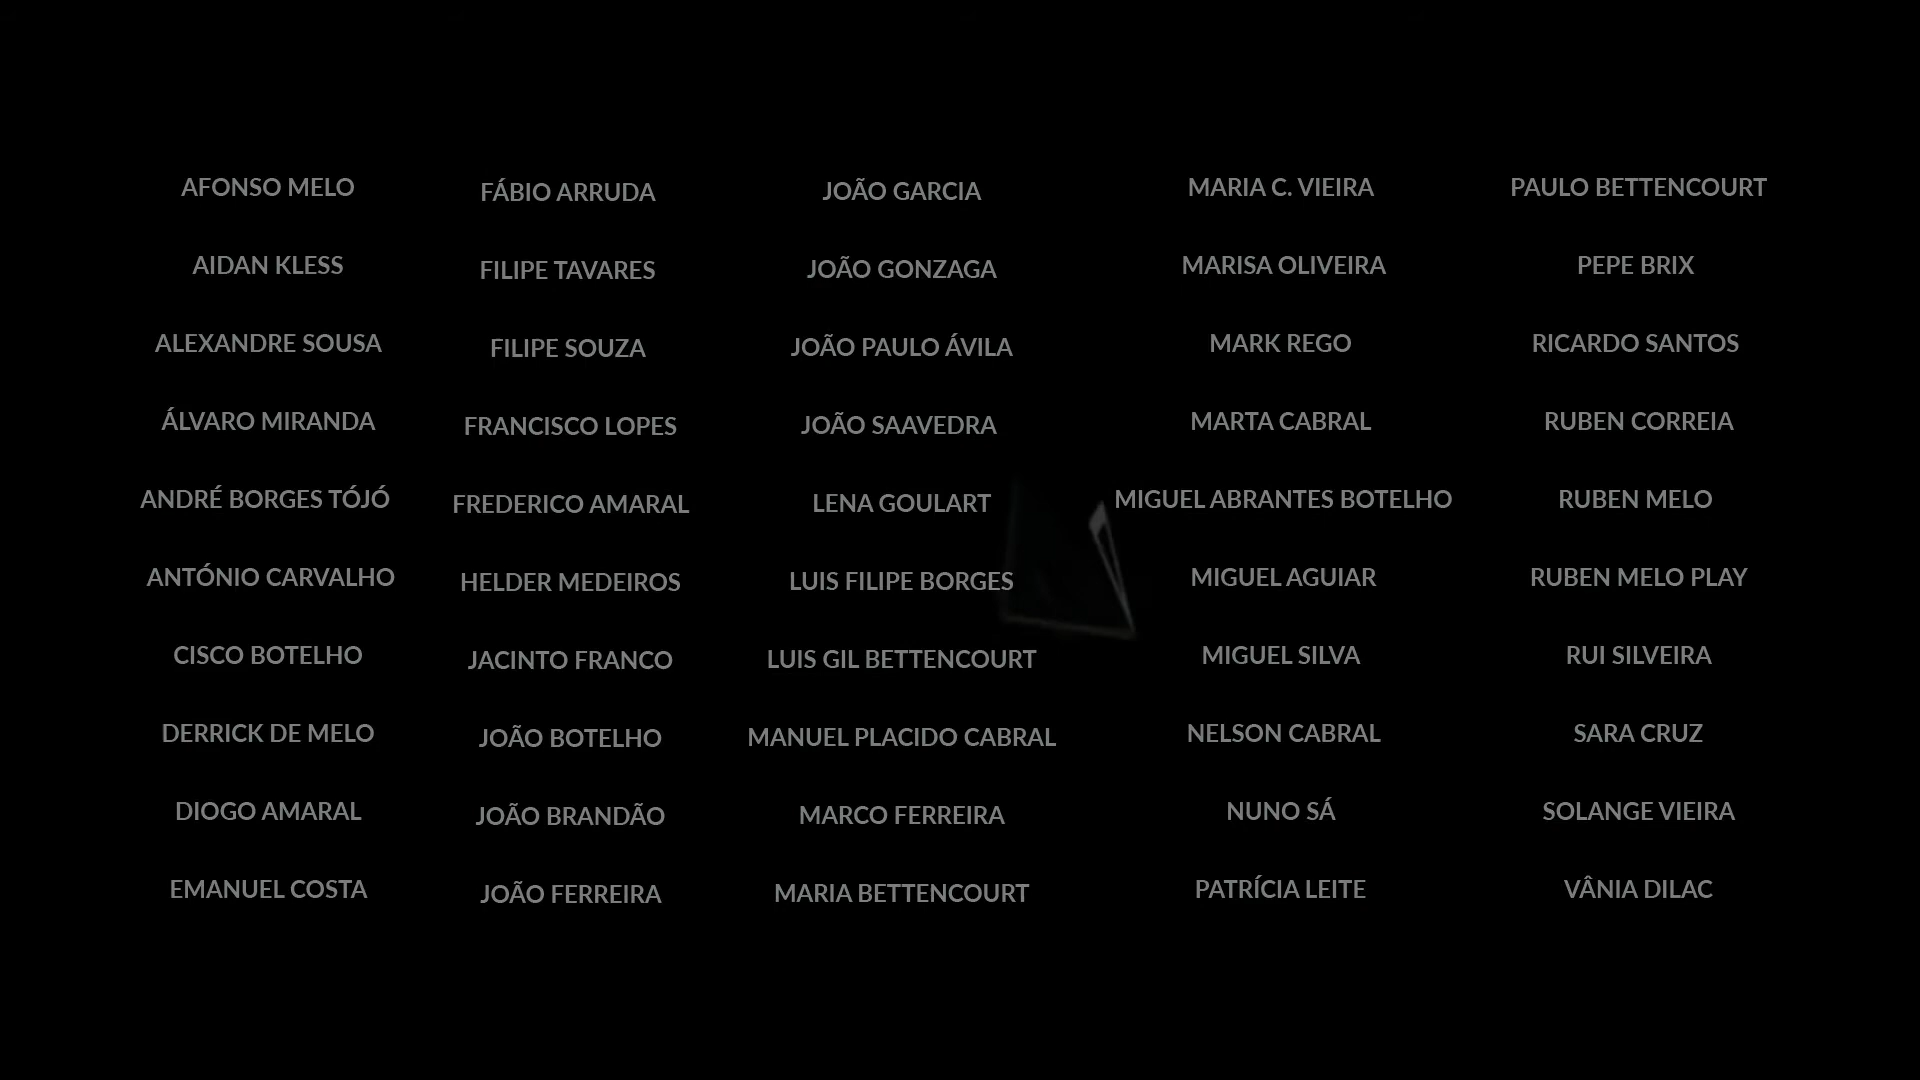 AFONSO MELO
AIDAN KLESS
ALEXANDRE SOUSA
ÁLVARO MIRANDA
ANDRÉ BORGES TÓJÓ
ANTÓNIO CARVALHO
CISCO BOTELHO
DERRICK DE MELO
DIOGO AMARAL
EMANUEL COSTA
FÁBIO ARRUDA
FILIPE TAVARES
FILIPE SOUZA
FRANCISCO LOPES
FREDERICO AMARAL
HELDER MEDEIROS
JACINTO FRANCO
JOÃO BOTELHO
JOÃO BRANDÃO
JOÃO FERREIRA
JOÃO GARCIA
JOÃO GONZAGA
JOÃO PAULO ÁVILA
JOÃO SAAVEDRA
LENA GOULART
LUIS FILIPE BORGES
LUIS GIL BETTENCOURT
MANUEL PLACIDO CABRAL
MARCO FERREIRA
MARIA BETTENCOURT
MARIA C. VIEIRA
MARISA OLIVEIRA
MARK REGO
MARTA CABRAL
MIGUEL ABRANTES BOTELHO
MIGUEL AGUIAR
MIGUEL SILVA
NELSON CABRAL
NUNO SÁ
PATRÍCIA LEITE
PAULO BETTENCOURT
PEPE BRIX
RICARDO SANTOS
RUBEN CORREIA
RUBEN MELO
RUBEN MELO PLAY
RUI SILVEIRA
SARA CRUZ
SOLANGE VIEIRA
VÂNIA DILAC